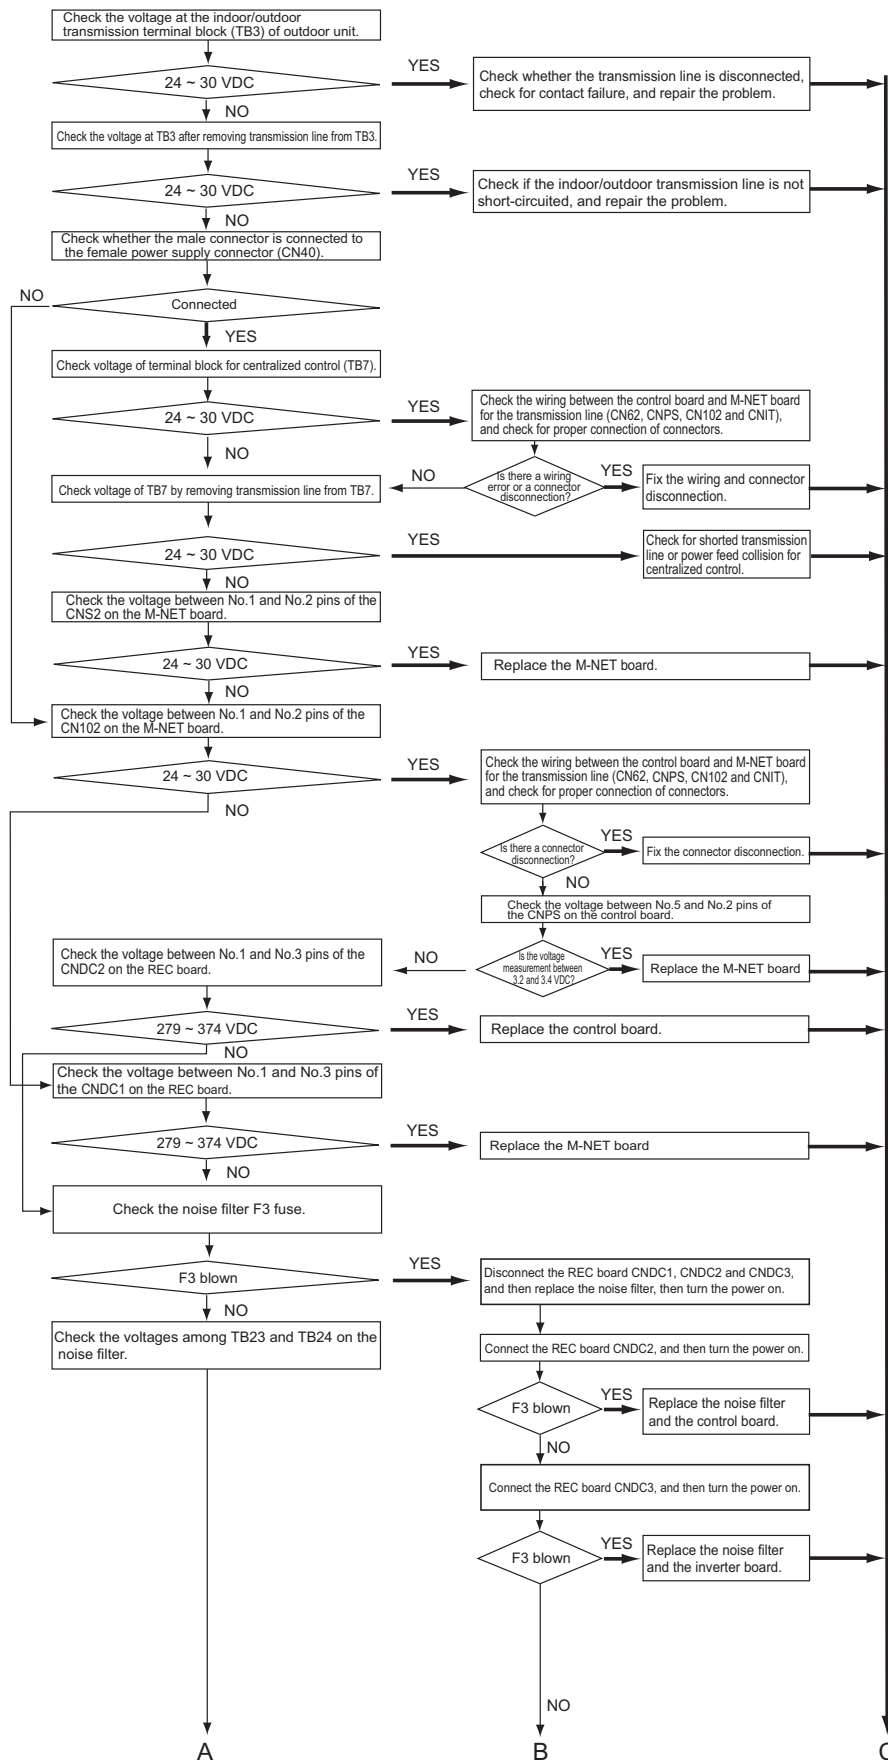 Check the voltage at the indoor/outdoor
transmission terminal block (TB3) of outdoor unit.
24 ~ 30 VDC
YES
Check whether the transmission line is disconnected,
check for contact failure, and repair the problem.
NO
Check the voltage at TB3 after removing transmission line from TB3.
24 ~ 30 VDC
YES
Check if the indoor/outdoor transmission line is not
short-circuited, and repair the problem.
NO
Check whether the male connector is connected to
the female power supply connector (CN40).
NO
Connected
YES
Check voltage of terminal block for centralized control (TB7).
24 ~ 30 VDC
YES
Check the wiring between the control board and M-NET board
for the transmission line (CN62, CNPS, CN102 and CNIT),
and check for proper connection of connectors.
NO
NO
Is there a wiring
error or a connector
disconnection?
YES
Fix the wiring and connector
disconnection.
Check voltage of TB7 by removing transmission line from TB7.
24 ~ 30 VDC
YES
Check for shorted transmission
line or power feed collision for
centralized control.
NO
Check the voltage between No.1 and No.2 pins of the
CNS2 on the M-NET board.
24 ~ 30 VDC
YES
Replace the M-NET board.
NO
Check the voltage between No.1 and No.2 pins of the
CN102 on the M-NET board.
24 ~ 30 VDC
YES
Check the wiring between the control board and M-NET board
for the transmission line (CN62, CNPS, CN102 and CNIT),
and check for proper connection of connectors.
NO
Is there a connector
disconnection?
YES
Fix the connector disconnection.
NO
Check the voltage between No.5 and No.2 pins of
the CNPS on the control board.
Check the voltage between No.1 and No.3 pins of the
CNDC2 on the REC board.
NO
Is the voltage
measurement between
3.2 and 3.4 VDC?
YES
Replace the M-NET board
279 ~ 374 VDC
YES
Replace the control board.
NO
Check the voltage between No.1 and No.3 pins of
the CNDC1 on the REC board.
279 ~ 374 VDC
YES
Replace the M-NET board
NO
Check the noise filter F3 fuse.
F3 blown
YES
Disconnect the REC board CNDC1, CNDC2 and CNDC3,
and then replace the noise filter, then turn the power on.
NO
Check the voltages among TB23 and TB24 on the
noise filter.
Connect the REC board CNDC2, and then turn the power on.
F3 blown
YES
Replace the noise filter
and the control board.
NO
Connect the REC board CNDC3, and then turn the power on.
F3 blown
YES
Replace the noise filter
and the inverter board.
NO
A
B
C